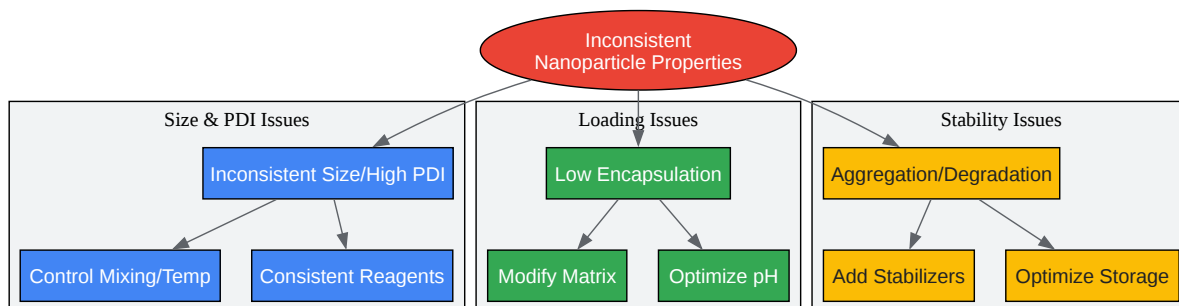 Inconsistent
Nanoparticle Properties
Size & PDI Issues
Loading Issues
Stability Issues
Inconsistent Size/High PDI
Low Encapsulation
Aggregation/Degradation
Control Mixing/Temp
Consistent Reagents
Modify Matrix
Optimize pH
Add Stabilizers
Optimize Storage